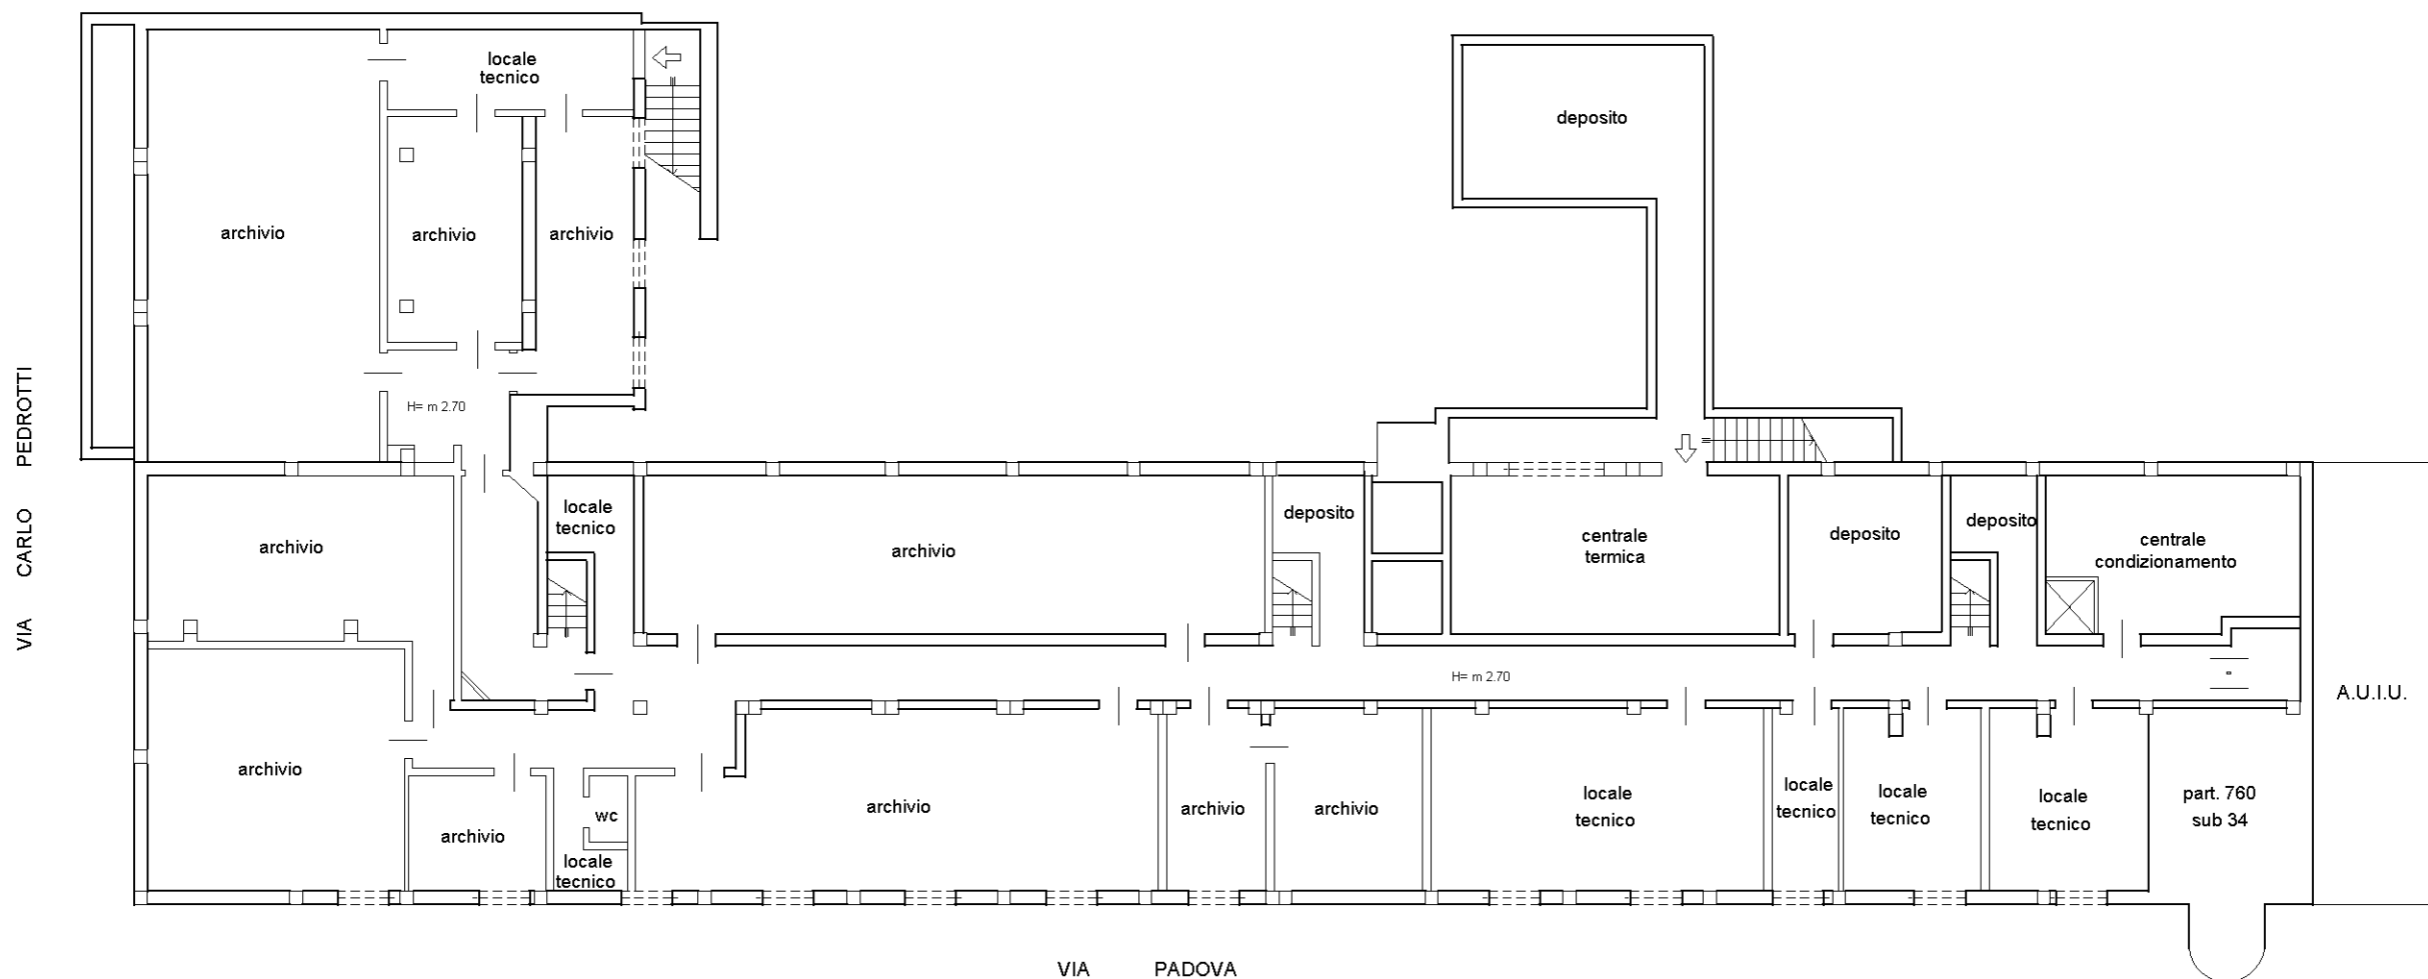 locale
tecnico
deposito
archivio
archivio
archivio
VIA CARLO PEDROTTI
H= m 2.70
locale
tecnico
archivio
archivio
deposito
centrale
termica
deposito
deposito
centrale
condizionamento
H= m 2.70
A.U.I.U.
archivio
archivio
wc
locale
tecnico
archivio
archivio
archivio
locale
tecnico
locale
tecnico
locale
tecnico
locale
tecnico
part. 760
sub 34
VIA PADOVA